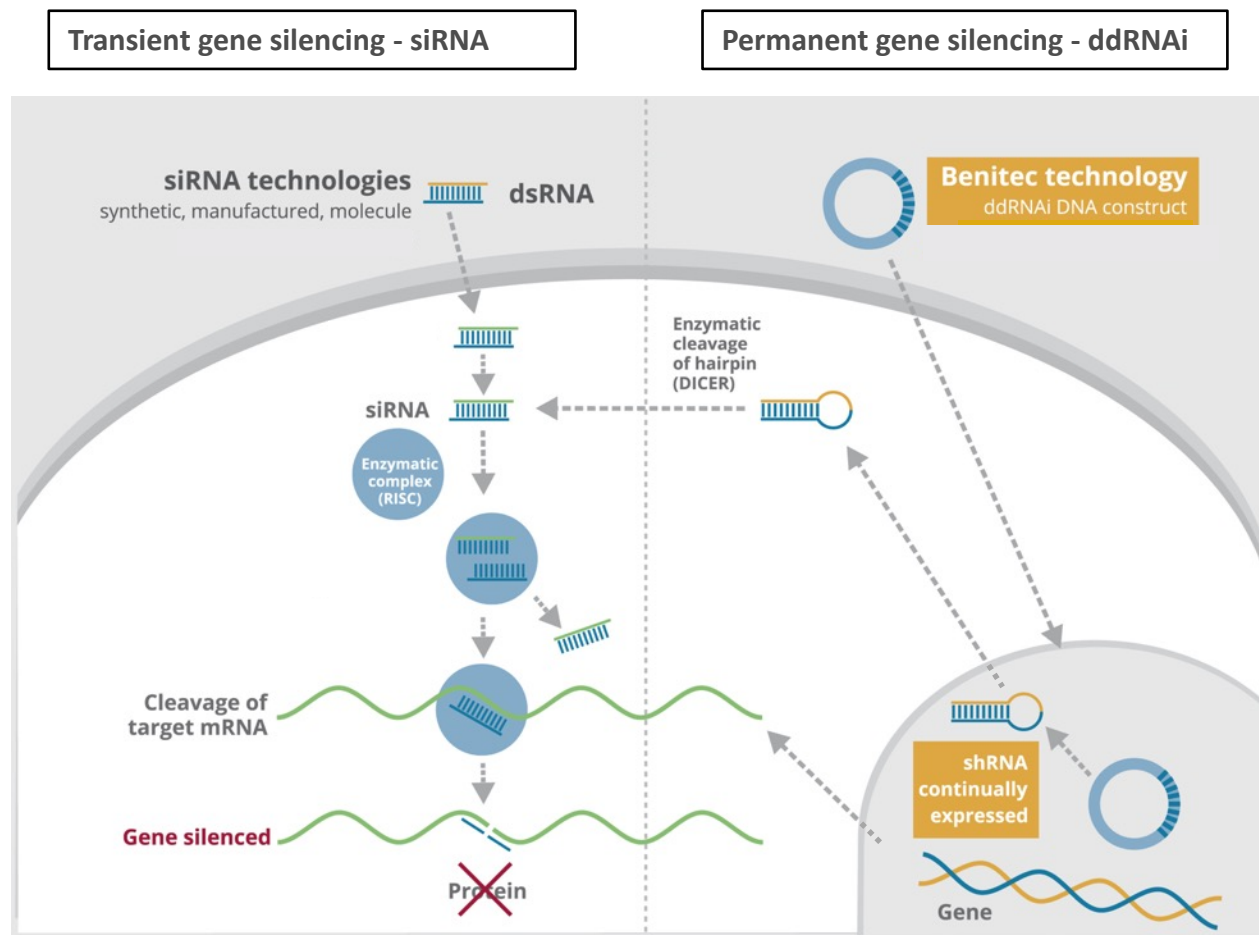 Transient gene silencing - siRNA
Permanent gene silencing - ddRNAi
siRNA technologies
synthetic, manufactured, molecule
dsRNA
Benitec technology
ddRNAi DNA construct
Enzymatic
cleavage
of hairpin
(DICER)
siRNA
Enzymatic
complex
(RISC)
Cleavage of
target mRNA
shRNA
continually
expressed
Gene silenced
Protein
Gene